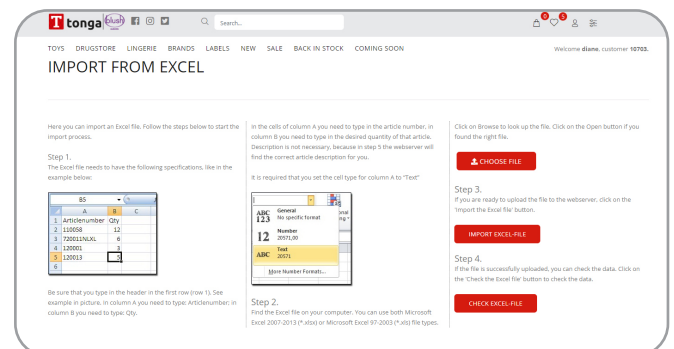 T tonga
blush
Search...
0
5
TOYS DRUGSTORE LINGERIE BRANDS LABELS NEW SALE BACK IN STOCK COMING SOON
Welcome diane, customer 10703.
IMPORT FROM EXCEL
Here you can import an Excel file. Follow the steps below to start the
import process.
Step 1.
The Excel file needs to have the following specifications, like in the
example below:
B5
A B C
1 Articlenumber Qty
2 110058 12
3 720011NLXL 6
4 120001 3
5 120013 5
6
Be sure that you type in the header in the first row (row 1). See
example in picture, in column A you need to type: Articlenumber; in
column B you need to type: Qty.
In the cells of column A you need to type in the article number, in
column B you need to type in the desired quantity of that article.
Description is not necessary, because in step 5 the webserver will
find the correct article description for you.
It is required that you set the cell type for column A to "Text"
ABC 123 General
No specific format
12 Number
20571,00
ABC Text
20571
More Number Formats...
Step 2.
Find the Excel file on your computer. You can use both Microsoft
Excel 2007-2013 (*.xlsx) or Microsoft Excel 97-2003 (*.xls) file types.
Click on Browse to look up the file. Click on the Open button if you
found the right file.
CHOOSE FILE
Step 3.
If you are ready to upload the file to the webserver, click on the
'Import the Excel file' button.
IMPORT EXCEL-FILE
Step 4.
If the file is successfully uploaded, you can check the data. Click on
the 'Check the Excel file' button to check the data.
CHECK EXCEL-FILE